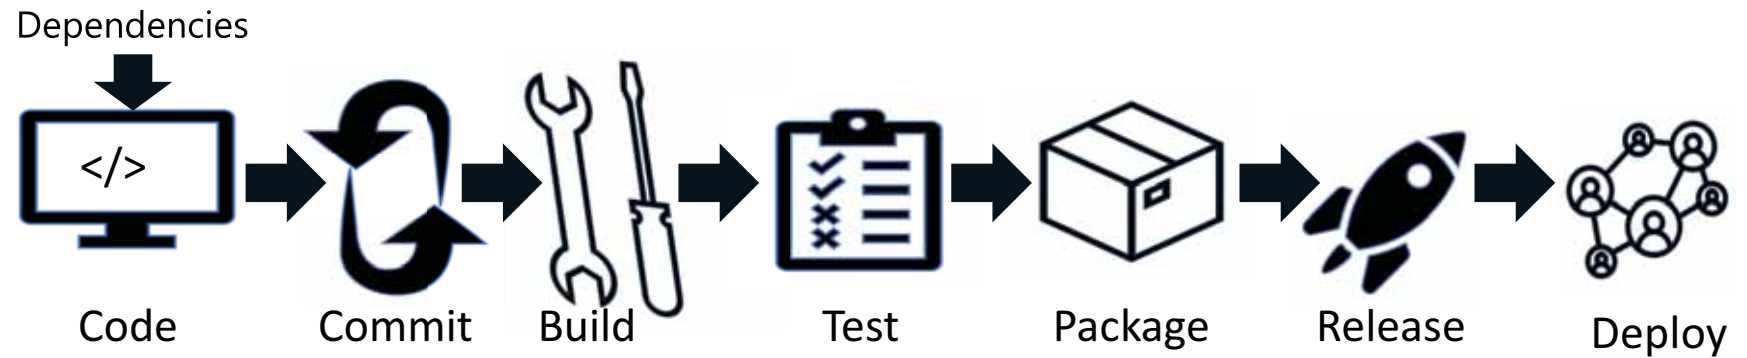 Dependencies
</>
Code
Commit
Build
Test
Package
Release
Deploy